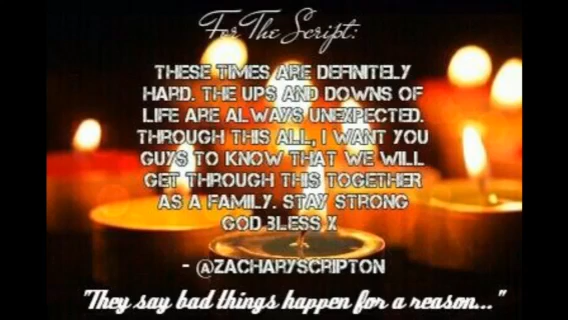 For The Script:
THESE TIMES ARE DEFINITELY
HARD. THE UPS AND DOWNS OF
LIFE ARE ALWAYS UNEXPECTED.
THROUGH THIS ALL, I WANT YOU
GUYS TO KNOW THAT WE WILL
GET THROUGH THIS TOGETHER
AS A FAMILY. STAY STRONG
GOD BLESS X
- @ZACHARYSCRIPTON
"They say bad things happen for a reason..."